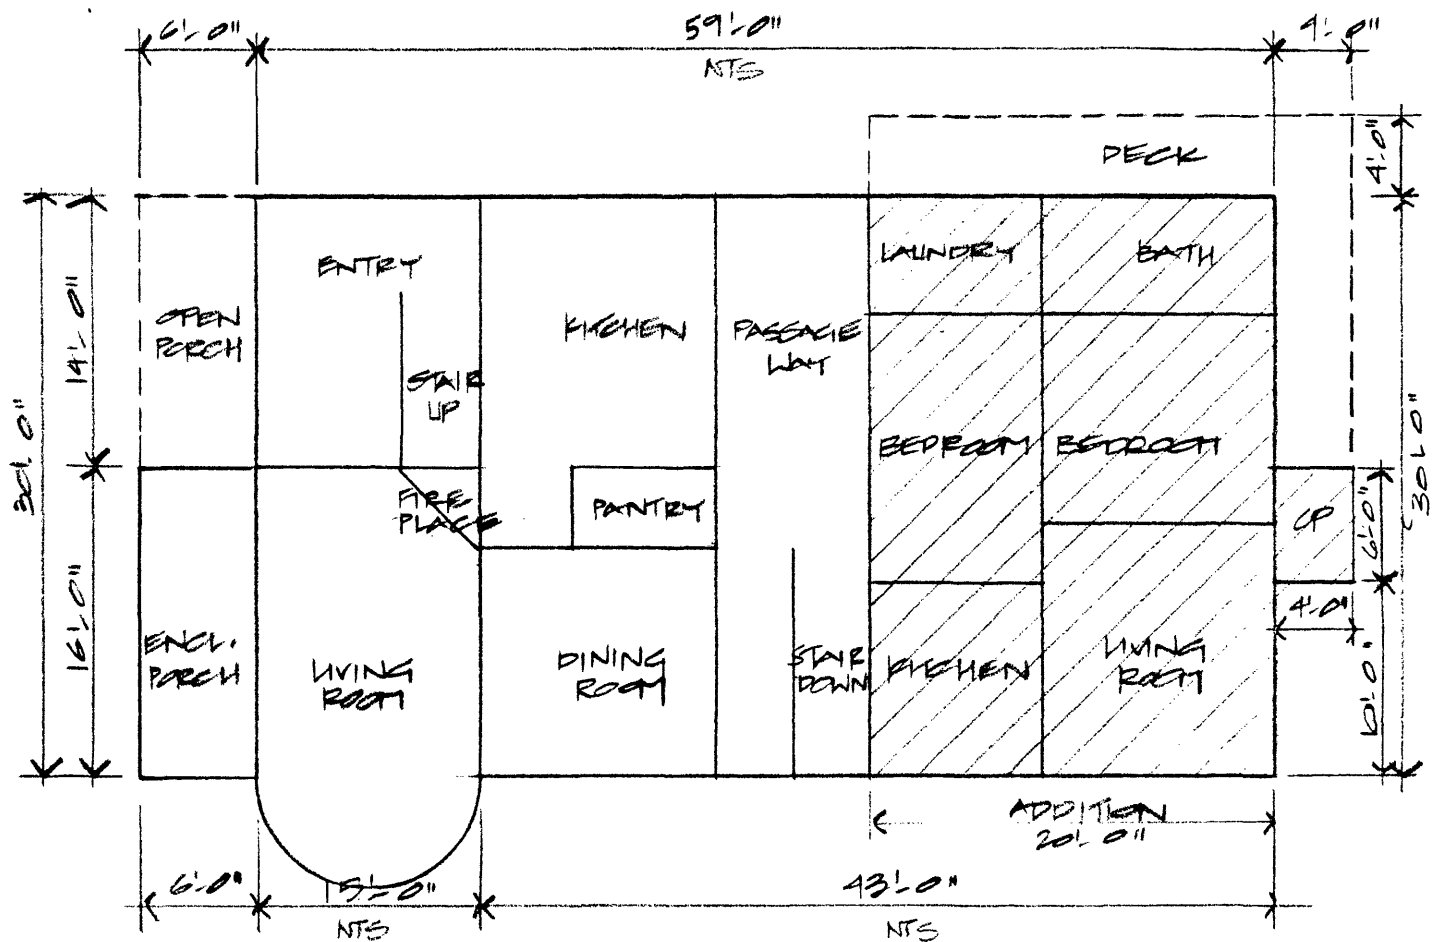 6'-0"
59'-0"
4'-0"
NTS
DECK
4'-0"
ENTRY
LAUNDRY
BATH
OPEN
PORCH
KITCHEN
PASSAGE
WAY
14'-0"
STAIR
UP
30'-0"
BEDROOM
BEDROOM
30'-0"
FIRE
PLACE
PANTRY
UP
6'-0"
4'-0"
16'-0"
ENCL.
PORCH
LIVING
ROOM
DINING
ROOM
STAIR
DOWN
KITCHEN
LIVING
ROOM
10'-0"
ADDITION
20'-0"
6'-0"
15'-0"
43'-0"
NTS
NTS